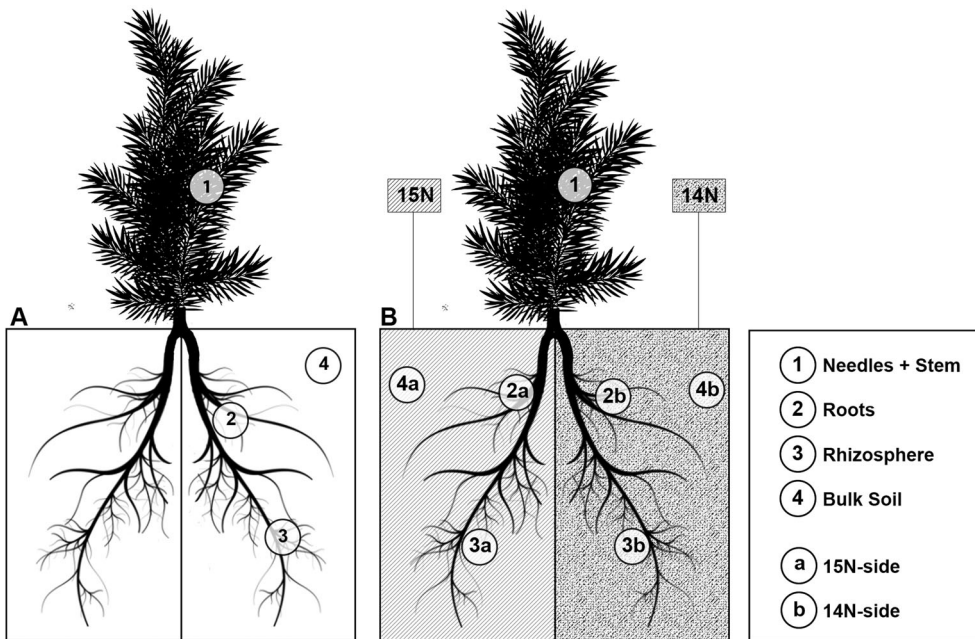 1
1
15N
14N
A
B
4
4a
2a
2b
4b
2
3
3a
3b
1 Needles + Stem
2 Roots
3 Rhizosphere
4 Bulk Soil
a 15N-side
b 14N-side